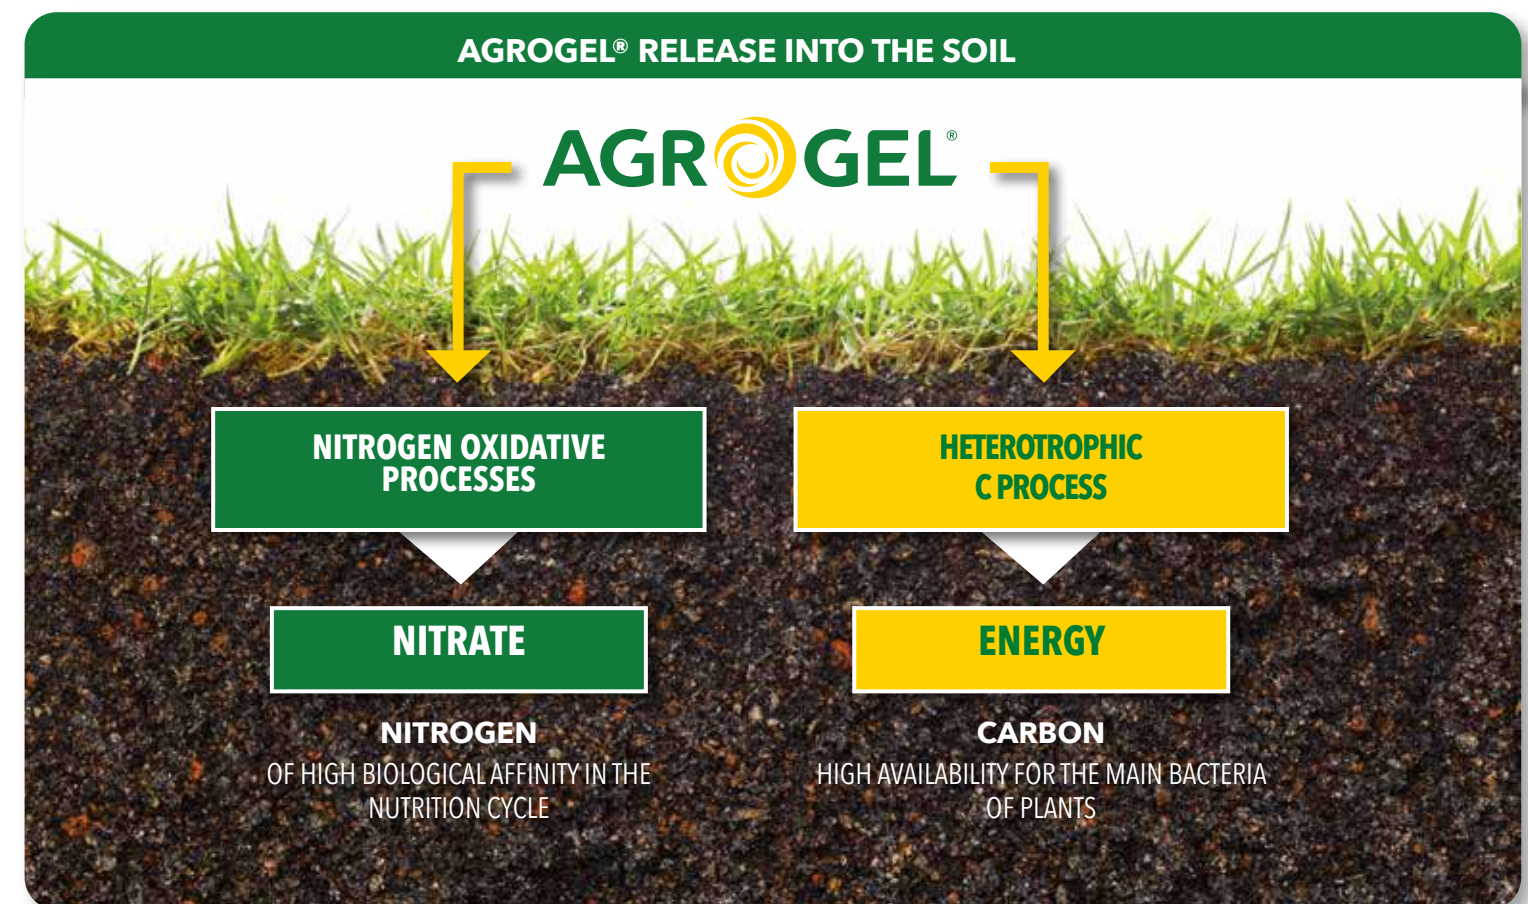 AGROGEL® RELEASE INTO THE SOIL
AGROGEL®
NITROGEN OXIDATIVE
PROCESSES
HETEROTROPHIC
C PROCESS
NITRATE
ENERGY
NITROGEN
OF HIGH BIOLOGICAL AFFINITY IN THE
NUTRITION CYCLE
CARBON
HIGH AVAILABILITY FOR THE MAIN BACTERIA
OF PLANTS